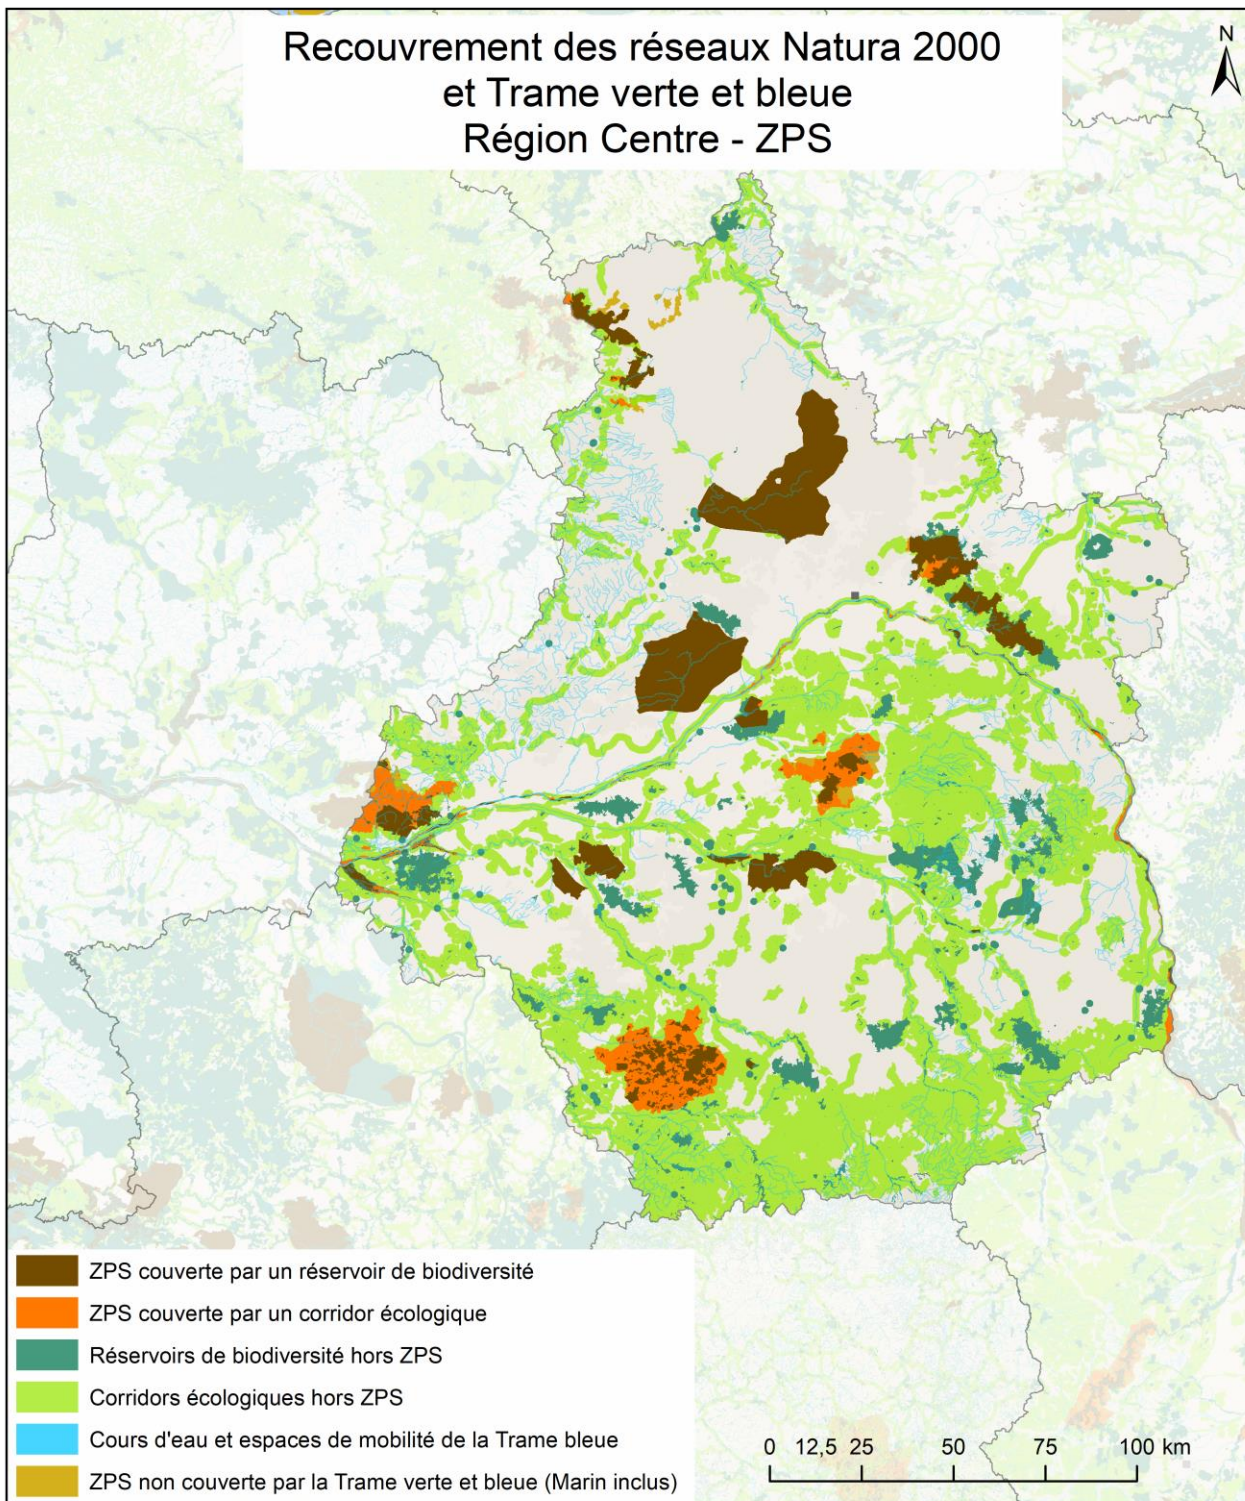 Recouvrement des réseaux Natura 2000
et Trame verte et bleue
Région Centre - ZPS
N
ZPS couverte par un réservoir de biodiversité
ZPS couverte par un corridor écologique
Réservoirs de biodiversité hors ZPS
Corridors écologiques hors ZPS
Cours d'eau et espaces de mobilité de la Trame bleue
ZPS non couverte par la Trame verte et bleue (Marin inclus)
0 12,5 25 50 75 100 km